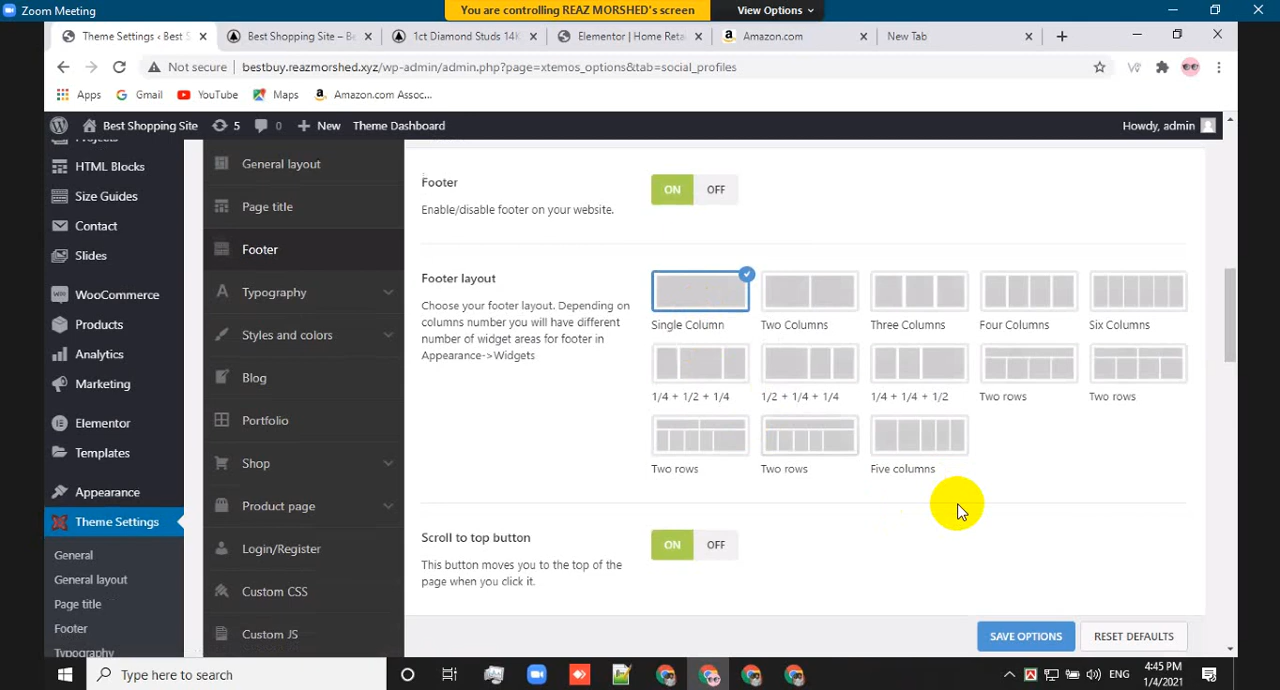 Zoom Meeting
You are controlling REAZ MORSHED's screen
View Options
Theme Settings ‹ Best S
Best Shopping Site – Be
1ct Diamond Studs 14K
Elementor | Home Reta
Amazon.com
New Tab
Not secure
bestbuy.reazmorshed.xyz/wp-admin/admin.php?page=xtemos_options&tab=social_profiles
Apps
Gmail
YouTube
Maps
Amazon.com Assoc...
Best Shopping Site
5
0
New
Theme Dashboard
Howdy, admin
Projects
HTML Blocks
Size Guides
Contact
Slides
WooCommerce
Products
Analytics
Marketing
Elementor
Templates
Appearance
Theme Settings
General
General layout
Page title
Footer
Typography
General layout
Page title
Footer
Typography
Styles and colors
Blog
Portfolio
Shop
Product page
Login/Register
Custom CSS
Custom JS
Footer
ON
OFF
Enable/disable footer on your website.
Footer layout
Choose your footer layout. Depending on
columns number you will have different
number of widget areas for footer in
Appearance->Widgets
Single Column
Two Columns
Three Columns
Four Columns
Six Columns
1/4 + 1/2 + 1/4
1/2 + 1/4 + 1/4
1/4 + 1/4 + 1/2
Two rows
Two rows
Two rows
Two rows
Five columns
Scroll to top button
ON
OFF
This button moves you to the top of the
page when you click it.
SAVE OPTIONS
RESET DEFAULTS
Type here to search
ENG
4:45 PM
1/4/2021